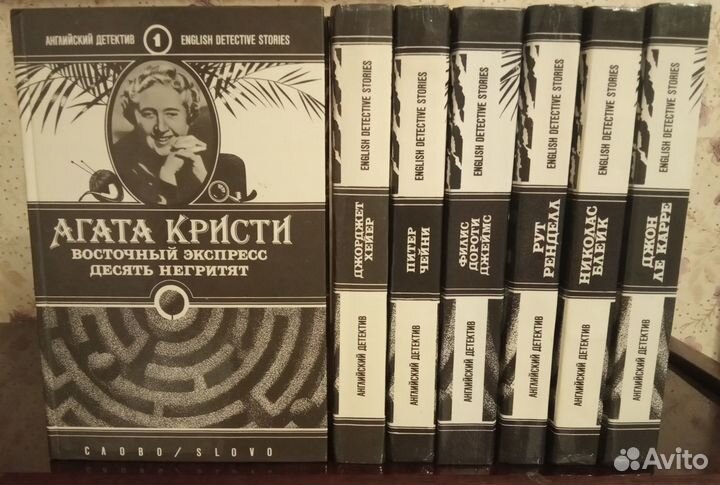 АНГЛИЙСКИЙ ДЕТЕКТИВ 1 ENGLISH DETECTIVE STORIES
АГАТА КРИСТИ
ВОСТОЧНЫЙ ЭКСПРЕСС
ДЕСЯТЬ НЕГРИТЯТ
СЛОВО / SLOVO
ENGLISH DETECTIVE STORIES
ДЖОРДЖЕТ
ХЕЙЕР
АНГЛИЙСКИЙ ДЕТЕКТИВ
ENGLISH DETECTIVE STORIES
ПИТЕР
ЧЕЙНИ
АНГЛИЙСКИЙ ДЕТЕКТИВ
ENGLISH DETECTIVE STORIES
ФИЛИС
ДОРОТИ
ДЖЕЙМС
АНГЛИЙСКИЙ ДЕТЕКТИВ
ENGLISH DETECTIVE STORIES
РУТ
РЕНДЕЛЛ
АНГЛИЙСКИЙ ДЕТЕКТИВ
ENGLISH DETECTIVE STORIES
НИКОЛАС
БЛЕЙК
АНГЛИЙСКИЙ ДЕТЕКТИВ
ENGLISH DETECTIVE STORIES
ДЖОН
ЛЕ КАРРЕ
АНГЛИЙСКИЙ ДЕТЕКТИВ
Avito